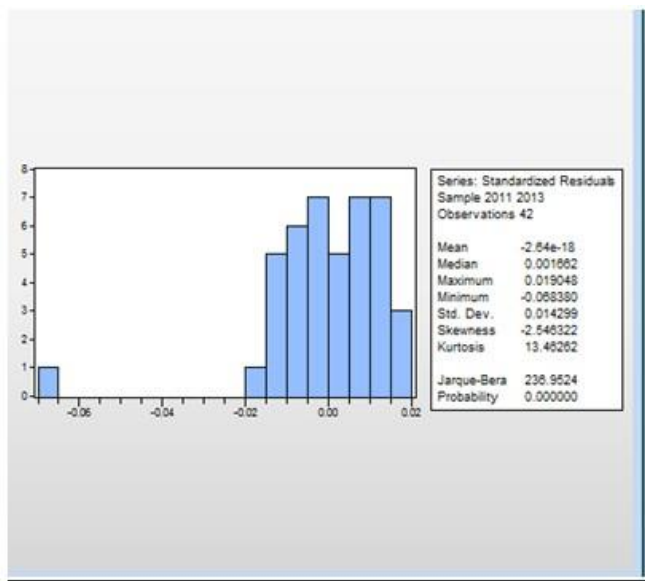 8
7
6
5
4
3
2
1
0
-0.06 -0.04 -0.02 0.00 0.02
Series: Standardized Residuals
Sample 2011 2013
Observations 42
Mean -2.64e-18
Median 0.001662
Maximum 0.019048
Minimum -0.068380
Std. Dev. 0.014299
Skewness -2.546322
Kurtosis 13.46262
Jarque-Bera 236.9524
Probability 0.000000